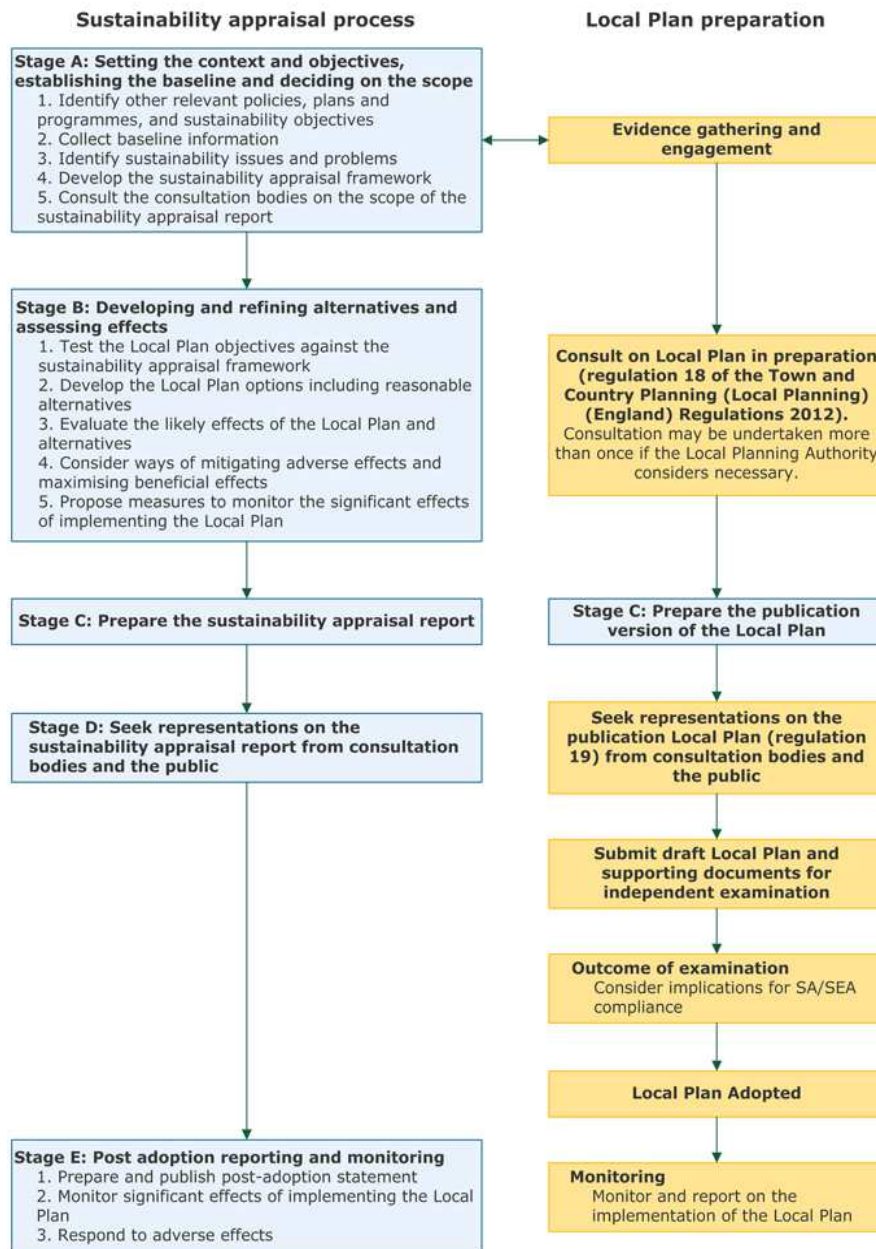 Sustainability appraisal process
Local Plan preparation
Stage A: Setting the context and objectives,
establishing the baseline and deciding on the scope
1. Identify other relevant policies, plans and
programmes, and sustainability objectives
2. Collect baseline information
3. Identify sustainability issues and problems
4. Develop the sustainability appraisal framework
5. Consult the consultation bodies on the scope of the
sustainability appraisal report
Evidence gathering and
engagement
Stage B: Developing and refining alternatives and
assessing effects
1. Test the Local Plan objectives against the
sustainability appraisal framework
2. Develop the Local Plan options including reasonable
alternatives
3. Evaluate the likely effects of the Local Plan and
alternatives
4. Consider ways of mitigating adverse effects and
maximising beneficial effects
5. Propose measures to monitor the significant effects
of implementing the Local Plan
Consult on Local Plan in preparation
(regulation 18 of the Town and
Country Planning (Local Planning)
(England) Regulations 2012).
Consultation may be undertaken more
than once if the Local Planning Authority
considers necessary.
Stage C: Prepare the sustainability appraisal report
Stage C: Prepare the publication
version of the Local Plan
Stage D: Seek representations on the
sustainability appraisal report from consultation
bodies and the public
Seek representations on the
publication Local Plan (regulation
19) from consultation bodies and
the public
Submit draft Local Plan and
supporting documents for
independent examination
Outcome of examination
Consider implications for SA/SEA
compliance
Local Plan Adopted
Stage E: Post adoption reporting and monitoring
1. Prepare and publish post-adoption statement
2. Monitor significant effects of implementing the Local
Plan
3. Respond to adverse effects
Monitoring
Monitor and report on the
implementation of the Local Plan